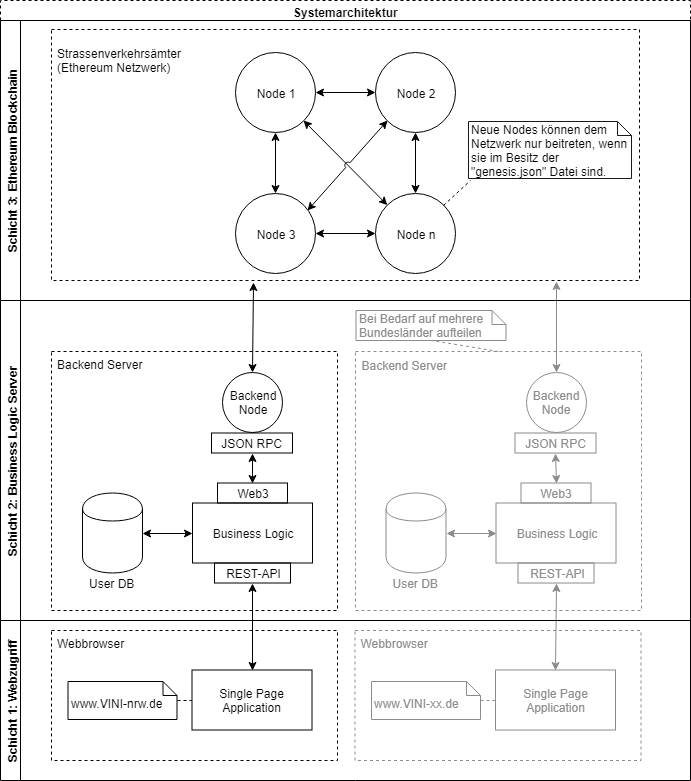 Systemarchitektur
Schicht 3: Ethereum Blockchain
Strassenverkehrsämter
(Ethereum Netzwerk)
Node 1
Node 2
Neue Nodes können dem
Netzwerk nur beitreten, wenn
sie im Besitz der
"genesis.json" Datei sind.
Node 3
Node n
Schicht 2: Business Logic Server
Bei Bedarf auf mehrere
Bundesländer aufteilen
Backend Server
Backend
Node
JSON RPC
Web3
Business Logic
User DB
REST-API
Backend Server
Backend
Node
JSON RPC
Web3
Business Logic
User DB
REST-API
Schicht 1: Webzugriff
Webbrowser
www.VINI-nrw.de
Single Page
Application
Webbrowser
www.VINI-xx.de
Single Page
Application